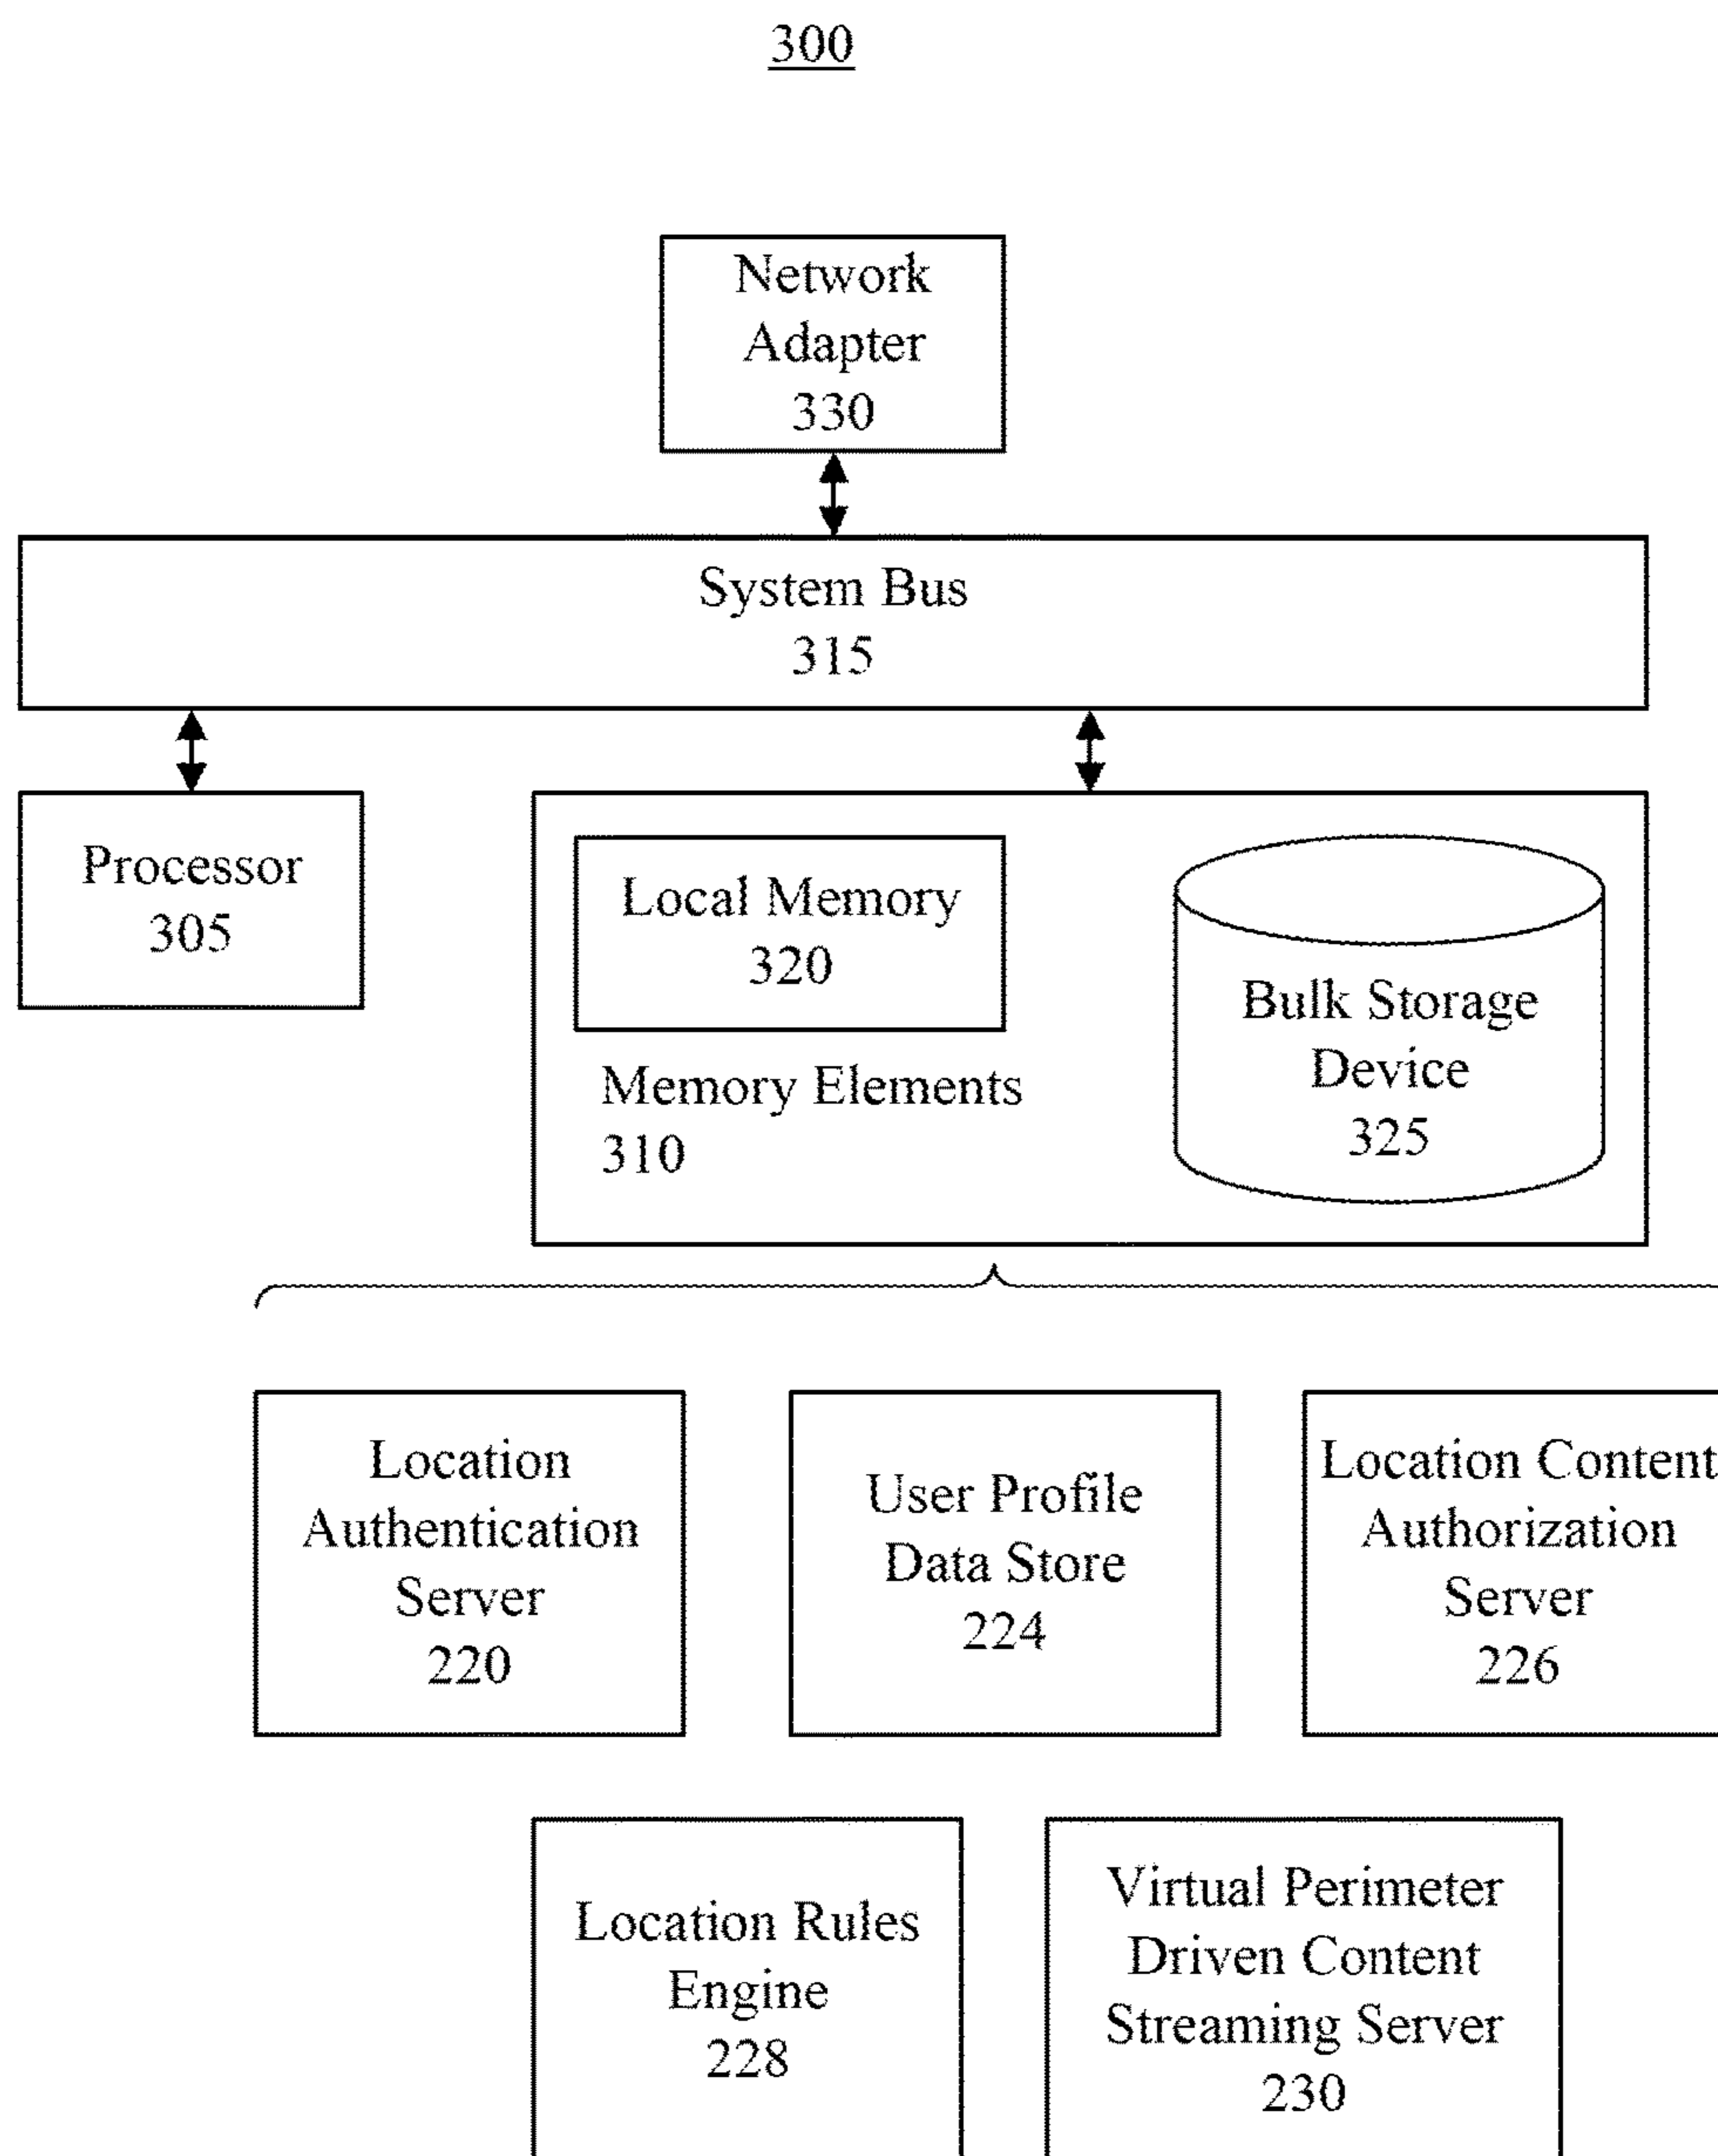 300
Network
Adapter
330
System Bus
315
Processor
305
Local Memory
320
Memory Elements
310
Bulk Storage
Device
325
Location
Authentication
Server
220
User Profile
Data Store
224
Location Content
Authorization
Server
226
Location Rules
Engine
228
Virtual Perimeter
Driven Content
Streaming Server
230